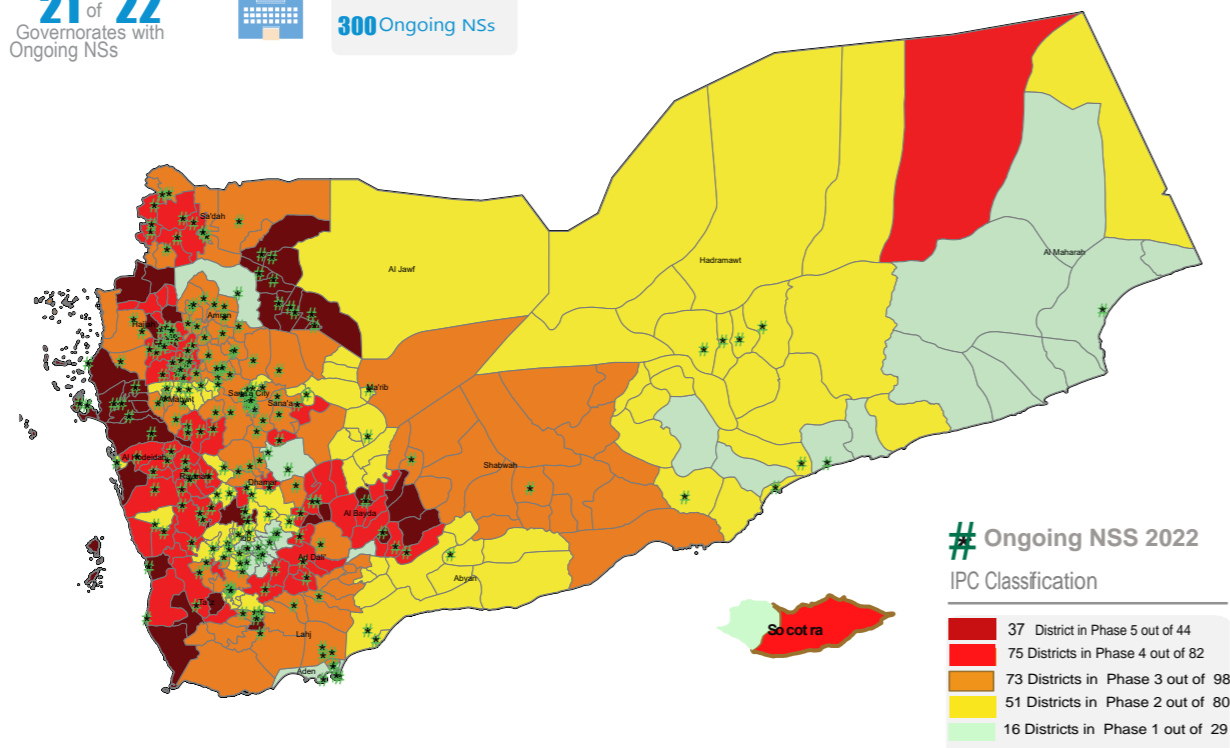 21 of 22
Governorates with
Ongoing NSs
300 Ongoing NSs
Sa'dah
Al Jawf
Hadramawt
Al Maharah
Amran
Hajjah
Ma'rib
Sana'a City
Sana'a
Mahwit
Shabwah
Al Hodeidah
Raymah
Dhamar
Al Bayda
Ibb
Ad Dali'
Abyan
Ta'iz
Lahj
Aden
Socotra
# Ongoing NSS 2022
IPC Classification
37 District in Phase 5 out of 44
75 Districts in Phase 4 out of 82
73 Districts in Phase 3 out of 98
51 Districts in Phase 2 out of 80
16 Districts in Phase 1 out of 29